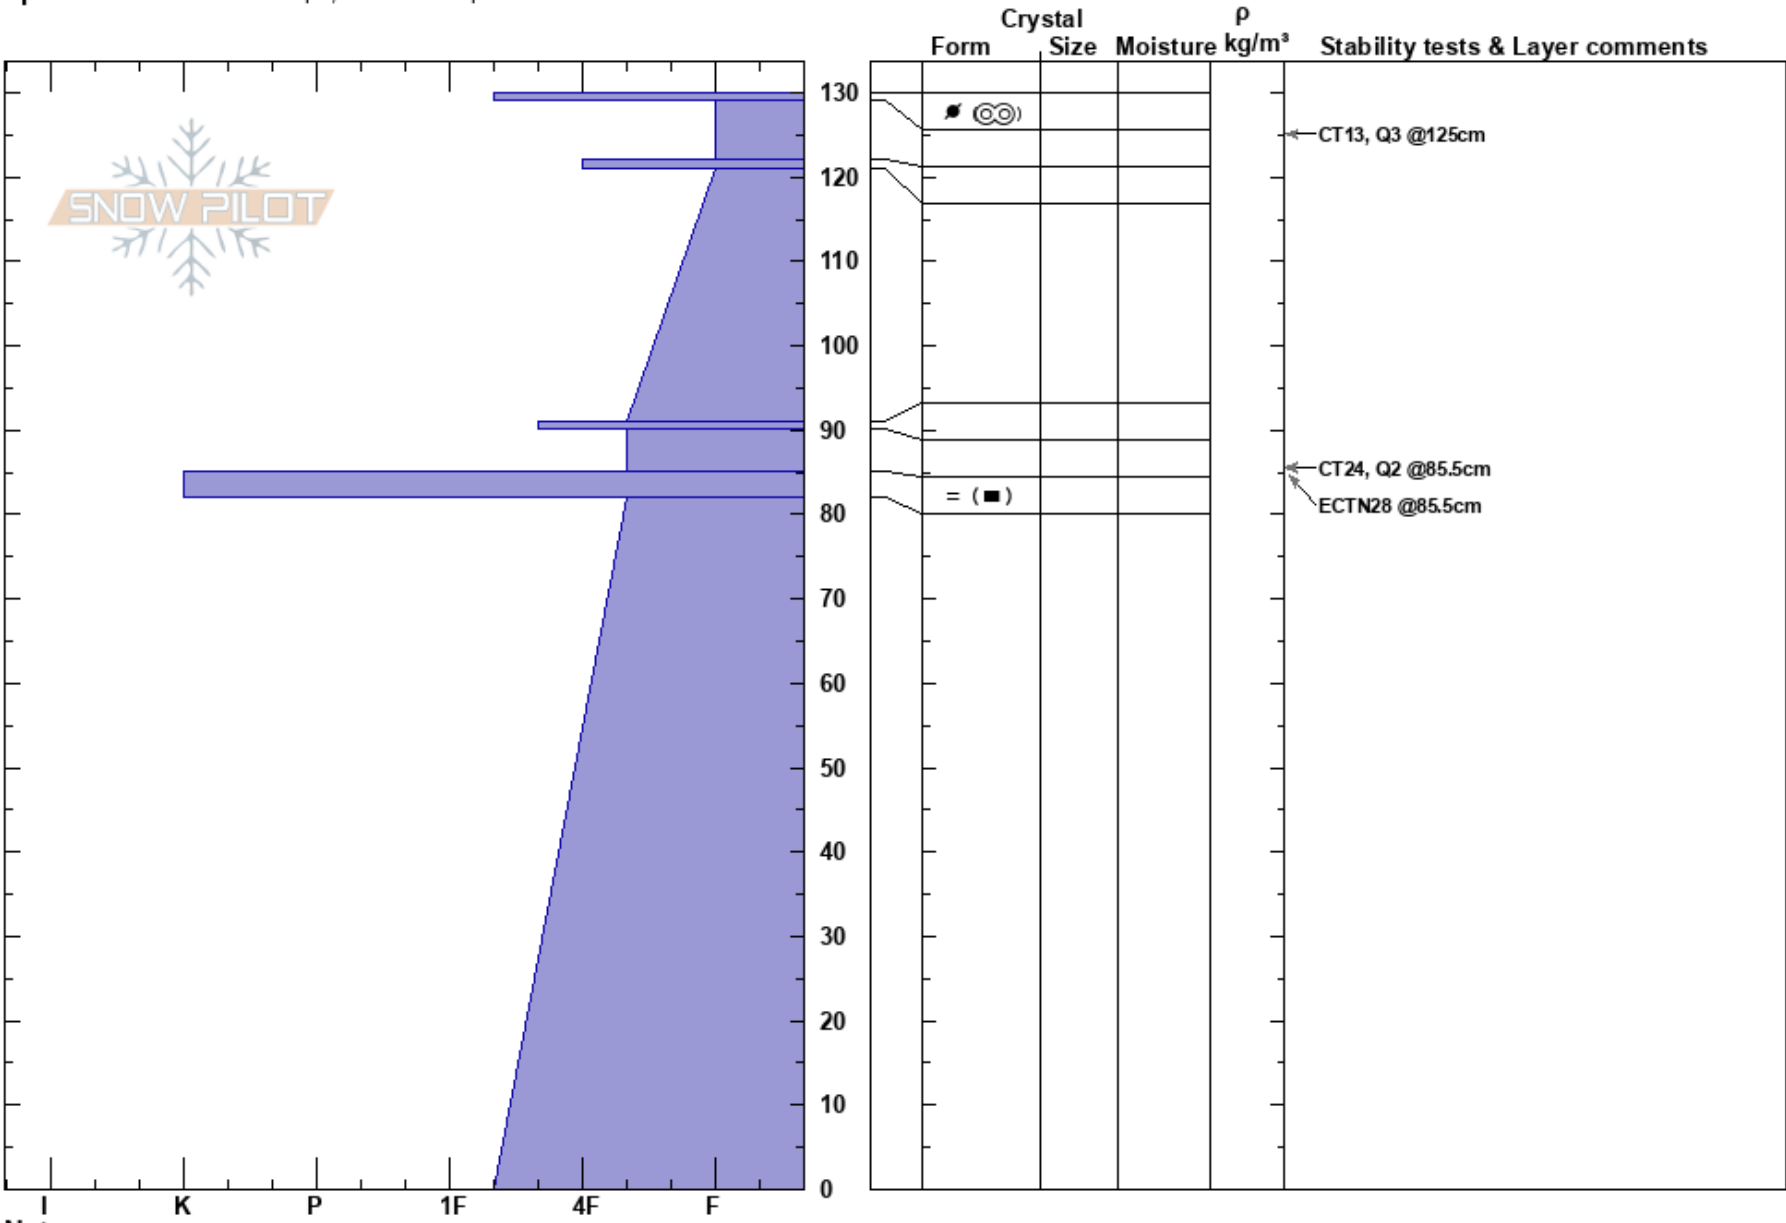 Crystal
ρ
Form Size Moisture kg/m³ Stability tests & Layer comments
130
CT13, Q3 @125cm
120
SNOW PILOT
110
100
90
CT24, Q2 @85.5cm
ECTN28 @85.5cm
80
70
60
50
40
30
20
10
0
I K P 1F 4F F